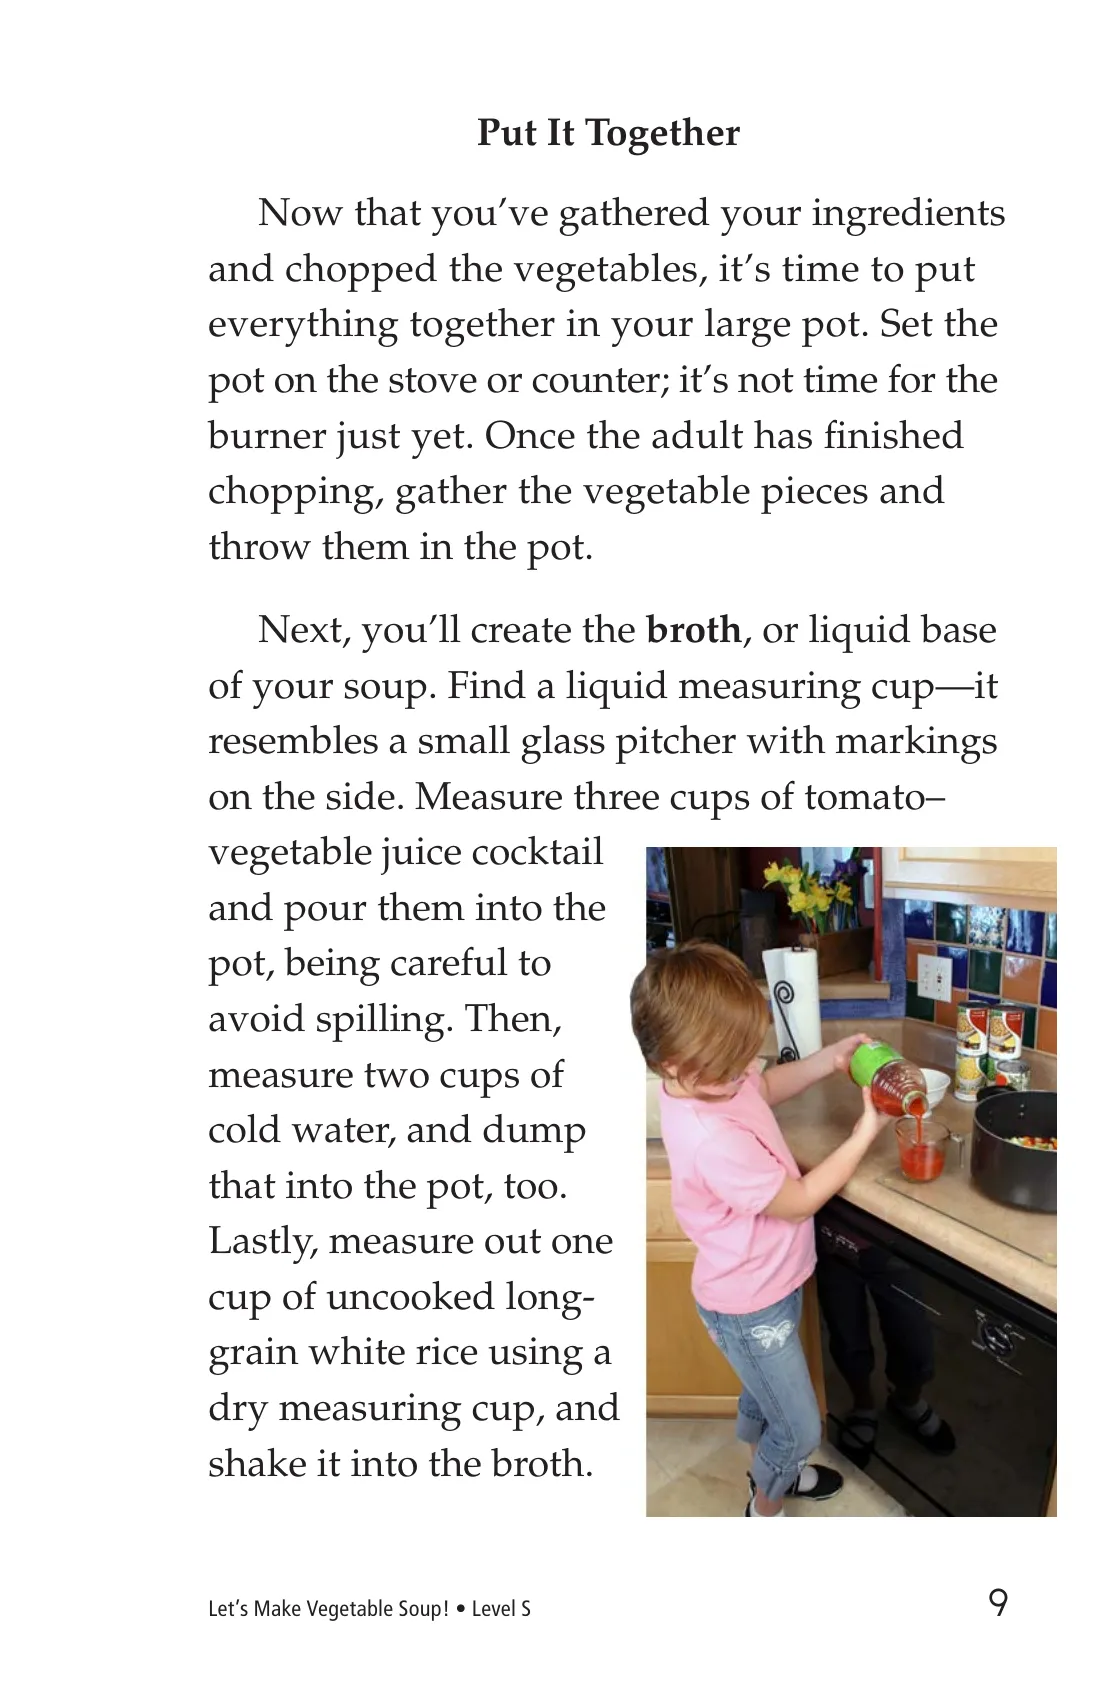 Put It Together
Now that you’ve gathered your ingredients
and chopped the vegetables, it’s time to put
everything together in your large pot. Set the
pot on the stove or counter; it’s not time for the
burner just yet. Once the adult has finished
chopping, gather the vegetable pieces and
throw them in the pot.
Next, you’ll create the broth, or liquid base
of your soup. Find a liquid measuring cup—it
resembles a small glass pitcher with markings
on the side. Measure three cups of tomato–
vegetable juice cocktail
and pour them into the
pot, being careful to
avoid spilling. Then,
measure two cups of
cold water, and dump
that into the pot, too.
Lastly, measure out one
cup of uncooked long-
grain white rice using a
dry measuring cup, and
shake it into the broth.
Let’s Make Vegetable Soup! • Level S
9